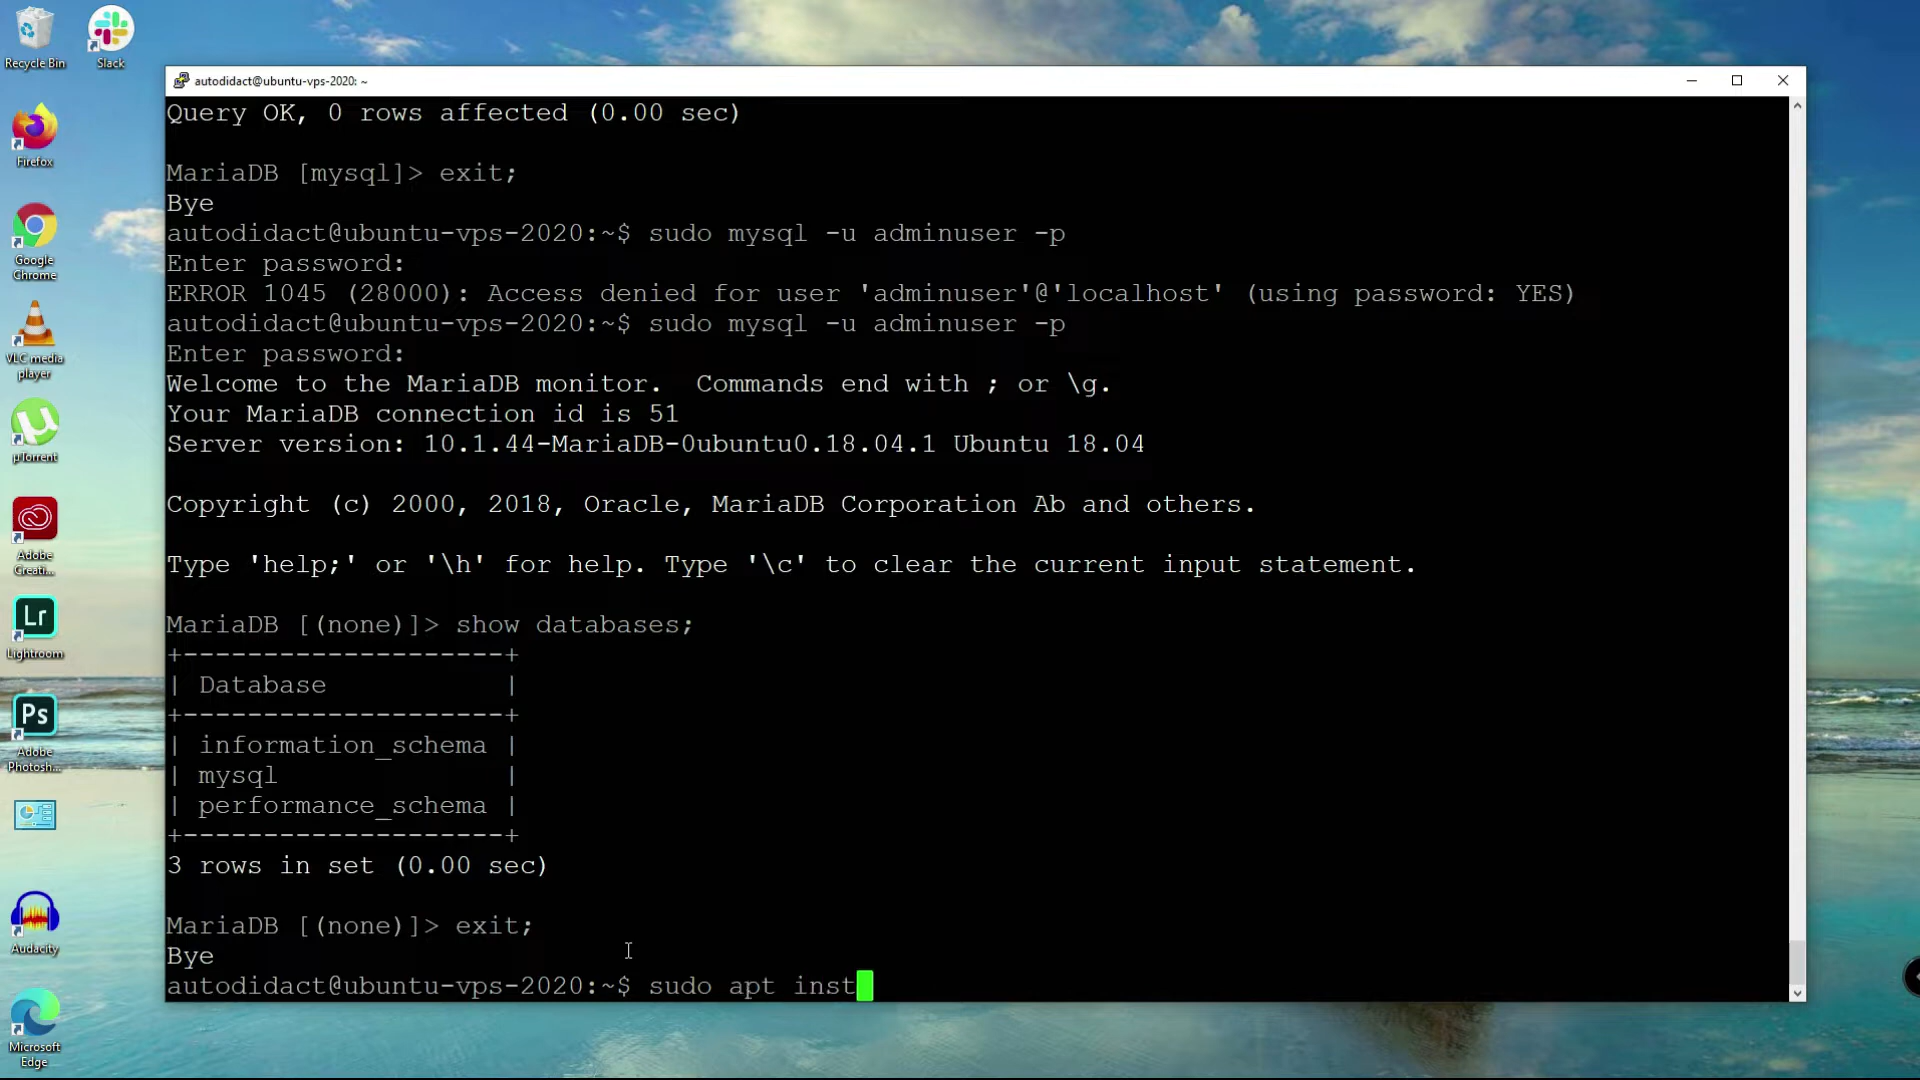 Recycle Bin
Slack
Firefox
Google
Chrome
VLC media
player
µTorrent
Adobe
Creati...
Lr
Lightroom
Ps
Adobe
Photosh...
Audacity
Microsoft
Edge
autodidact@ubuntu-vps-2020: ~
Query OK, 0 rows affected (0.00 sec)
MariaDB [mysql]> exit;
Bye
autodidact@ubuntu-vps-2020:~$ sudo mysql -u adminuser -p
Enter password:
ERROR 1045 (28000): Access denied for user 'adminuser'@'localhost' (using password: YES)
autodidact@ubuntu-vps-2020:~$ sudo mysql -u adminuser -p
Enter password:
Welcome to the MariaDB monitor.  Commands end with ; or \g.
Your MariaDB connection id is 51
Server version: 10.1.44-MariaDB-0ubuntu0.18.04.1 Ubuntu 18.04
Copyright (c) 2000, 2018, Oracle, MariaDB Corporation Ab and others.
Type 'help;' or '\h' for help. Type '\c' to clear the current input statement.
MariaDB [(none)]> show databases;
+--------------------+
| Database           |
+--------------------+
| information_schema |
| mysql              |
| performance_schema |
+--------------------+
3 rows in set (0.00 sec)
MariaDB [(none)]> exit;
Bye
autodidact@ubuntu-vps-2020:~$ sudo apt inst